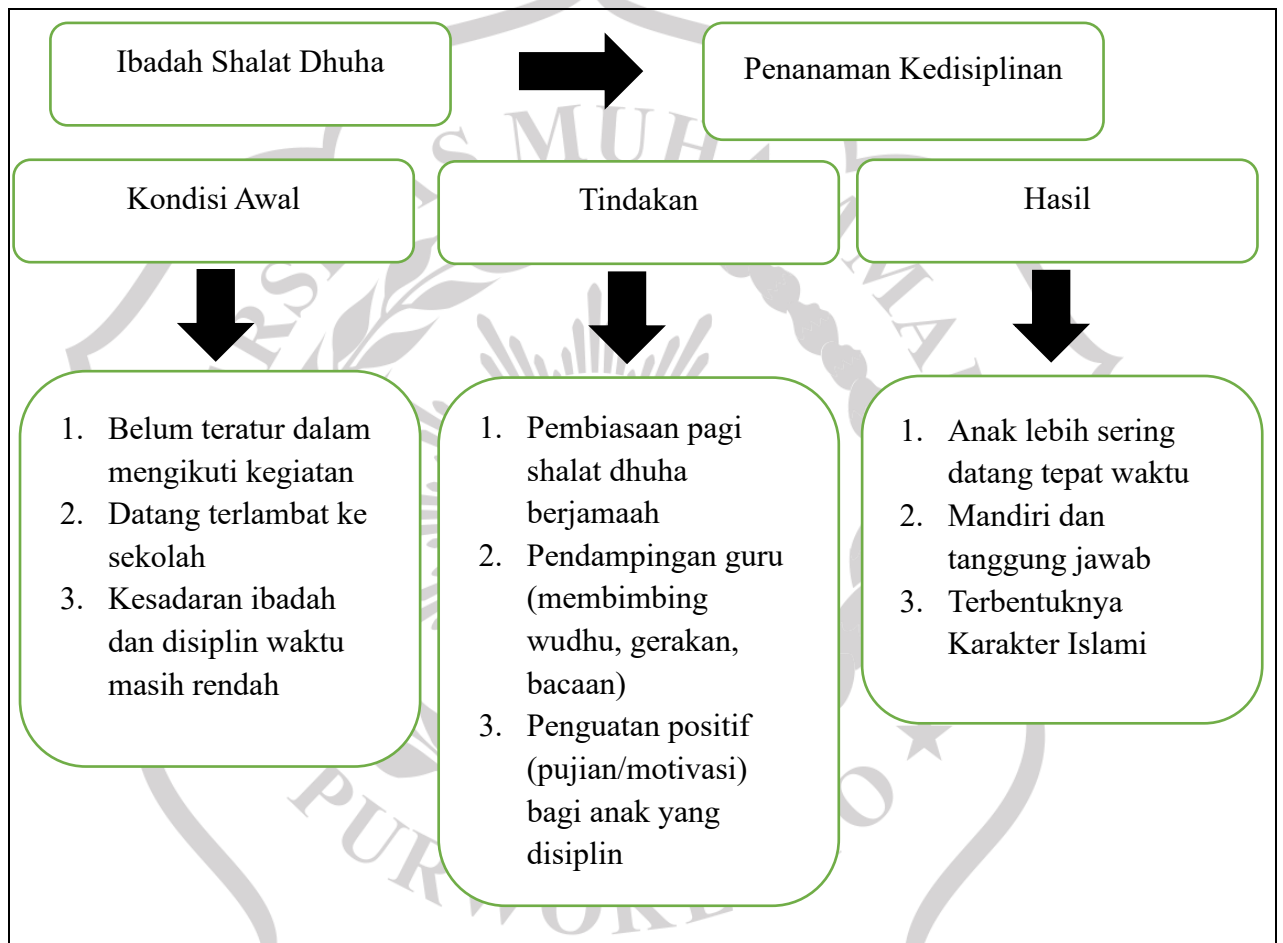 Ibadah Shalat Dhuha
Penanaman Kedisiplinan
Kondisi Awal
Tindakan
Hasil
1. Belum teratur dalam
mengikuti kegiatan
2. Datang terlambat ke
sekolah
3. Kesadaran ibadah
dan disiplin waktu
masih rendah
1. Pembiasaan pagi
shalat dhuha
berjamaah
2. Pendampingan guru
(membimbing
wudhu, gerakan,
bacaan)
3. Penguatan positif
(pujian/motivasi)
bagi anak yang
disiplin
1. Anak lebih sering
datang tepat waktu
2. Mandiri dan
tanggung jawab
3. Terbentuknya
Karakter Islami